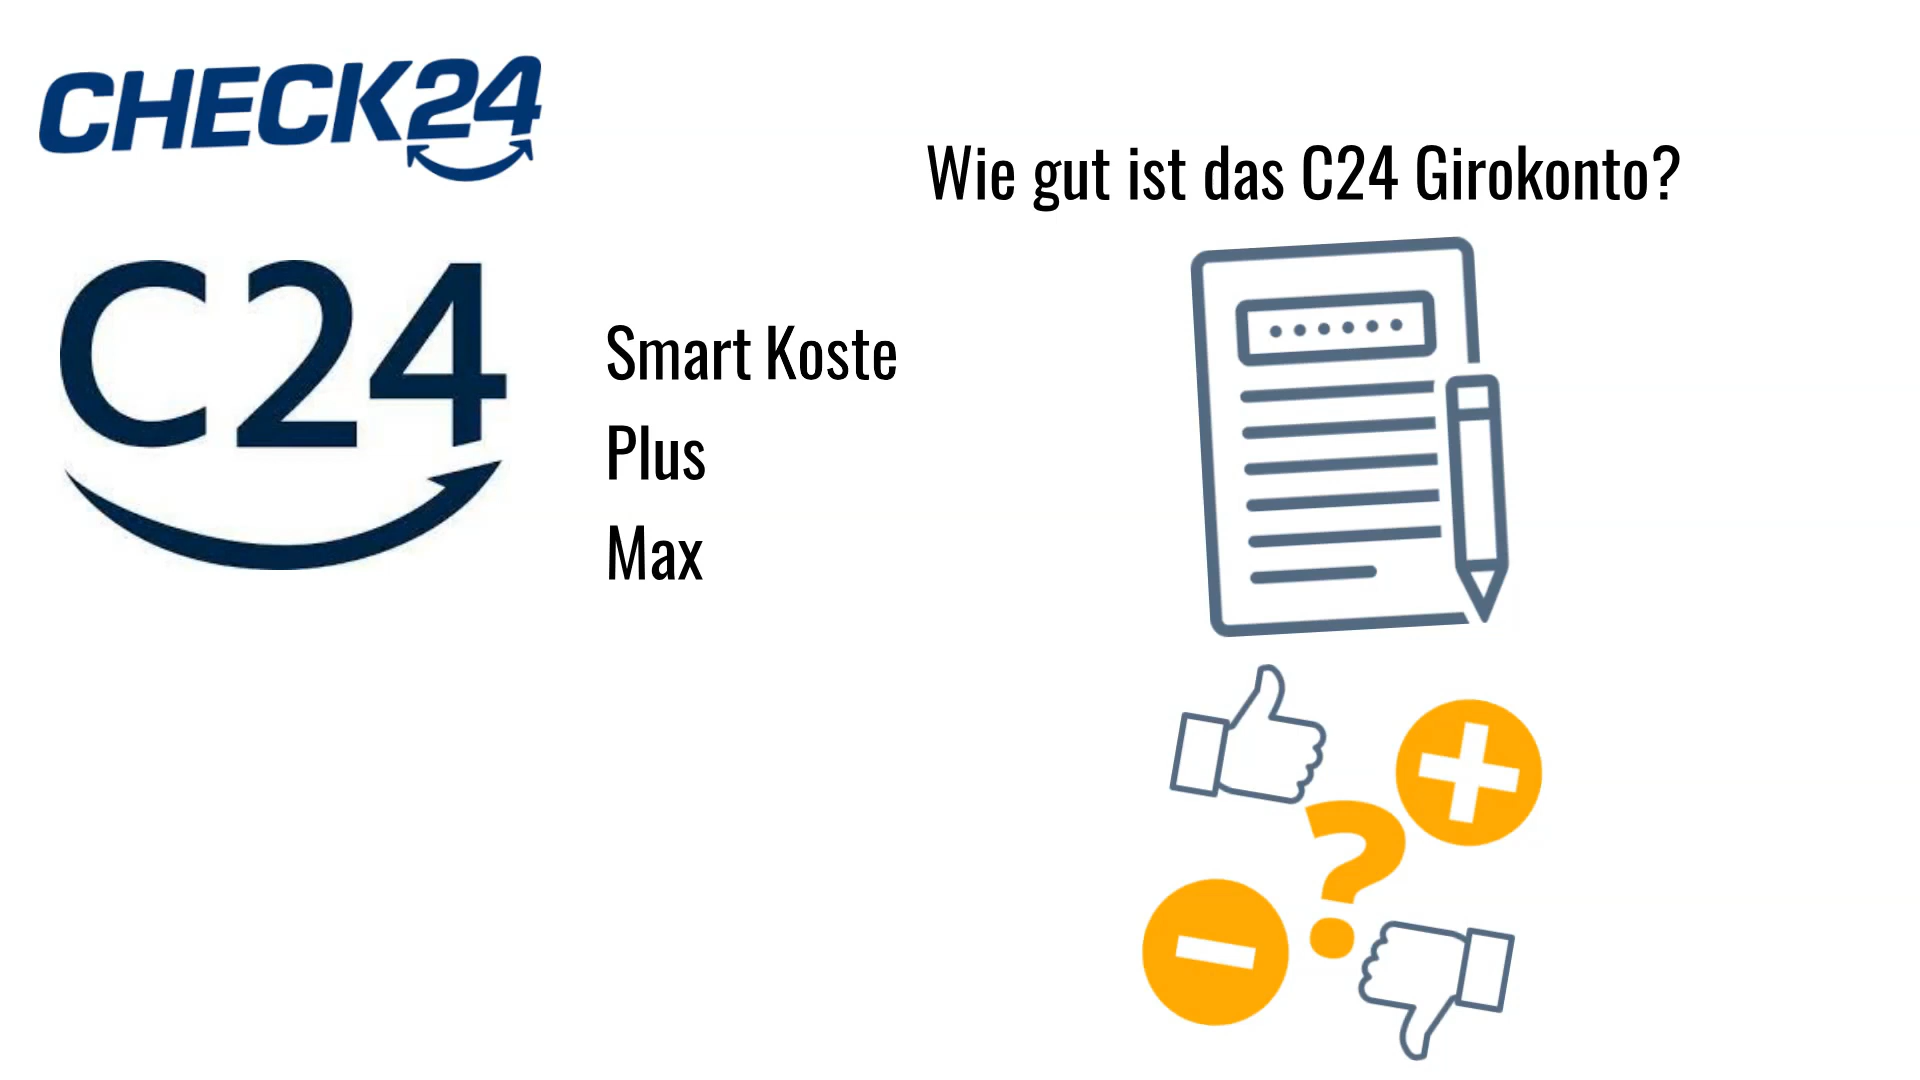 CHECK24
Wie gut ist das C24 Girokonto?
C24
Smart Koste
Plus
Max
?